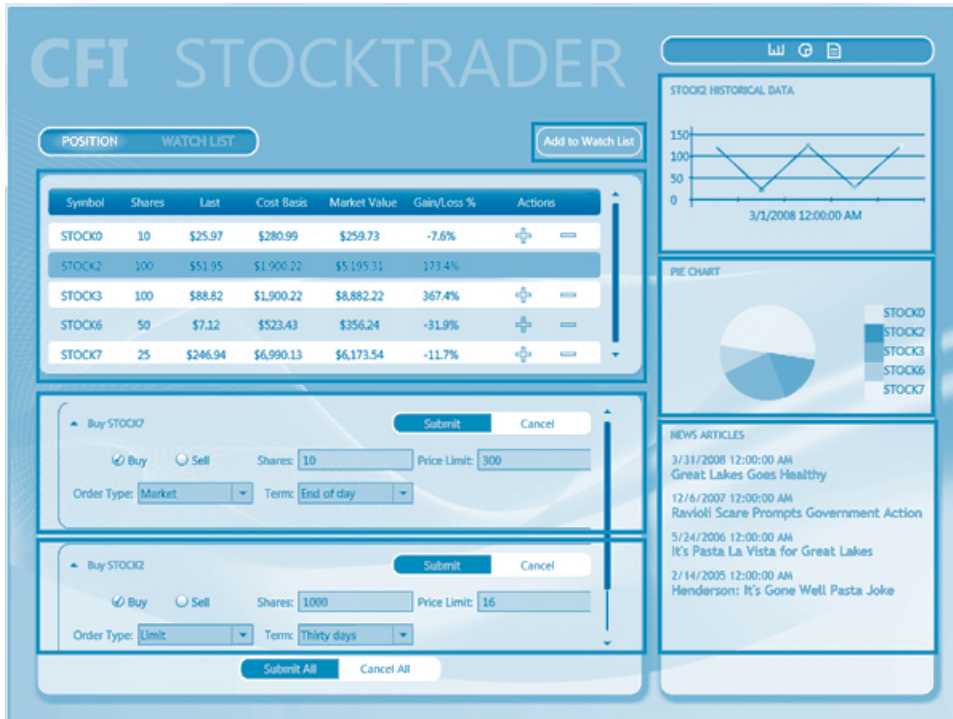 CFI STOCKTRADER
POSITION WATCH LIST
Add to Watch List
Symbol Shares Last Cost Basis Market Value Gain/Loss % Actions
STOCK0 10 $25.97 $280.99 $259.73 -7.6%
STOCK2 100 $51.95 $1,900.22 $5,195.31 173.4%
STOCK3 100 $88.82 $1,900.22 $8,882.22 367.4%
STOCK6 50 $7.12 $523.43 $356.24 -31.9%
STOCK7 25 $246.94 $6,990.13 $6,173.54 -11.7%
Buy STOCK7 Submit Cancel
Buy Sell Shares: 10 Price Limit: 300
Order Type: Market Term: End of day
Buy STOCK2 Submit Cancel
Buy Sell Shares: 1000 Price Limit: 16
Order Type: Limit Term: Thirty days
Submit All Cancel All
STOCK2 HISTORICAL DATA
150
100
50
0
3/1/2008 12:00:00 AM
PIE CHART
STOCK0
STOCK2
STOCK3
STOCK6
STOCK7
NEWS ARTICLES
3/31/2008 12:00:00 AM
Great Lakes Goes Healthy
12/6/2007 12:00:00 AM
Ravioli Scare Prompts Government Action
5/24/2006 12:00:00 AM
It's Pasta La Vista for Great Lakes
2/14/2005 12:00:00 AM
Henderson: It's Gone Well Pasta Joke